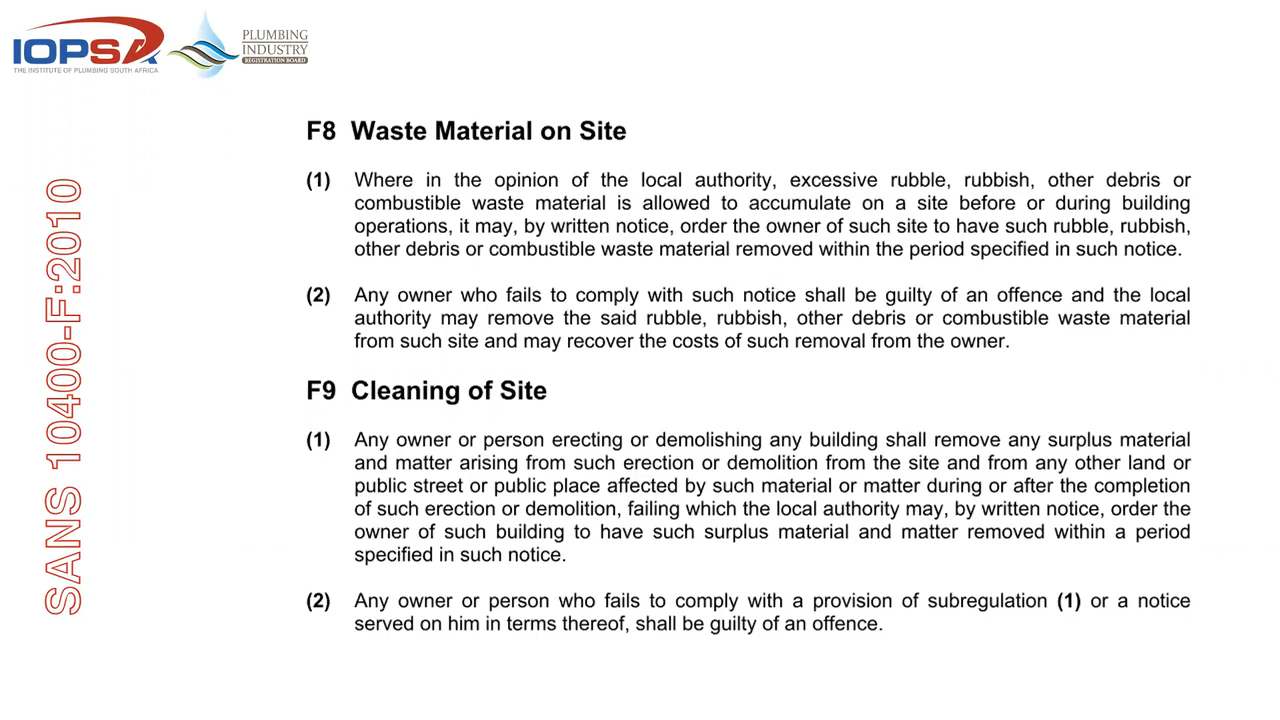 IOPSA
THE INSTITUTE OF PLUMBING SOUTH AFRICA
PLUMBING
INDUSTRY
REGISTRATION BOARD
SANS 10400-F:2010
F8 Waste Material on Site
(1) Where in the opinion of the local authority, excessive rubble, rubbish, other debris or
combustible waste material is allowed to accumulate on a site before or during building
operations, it may, by written notice, order the owner of such site to have such rubble, rubbish,
other debris or combustible waste material removed within the period specified in such notice.
(2) Any owner who fails to comply with such notice shall be guilty of an offence and the local
authority may remove the said rubble, rubbish, other debris or combustible waste material
from such site and may recover the costs of such removal from the owner.
F9 Cleaning of Site
(1) Any owner or person erecting or demolishing any building shall remove any surplus material
and matter arising from such erection or demolition from the site and from any other land or
public street or public place affected by such material or matter during or after the completion
of such erection or demolition, failing which the local authority may, by written notice, order the
owner of such building to have such surplus material and matter removed within a period
specified in such notice.
(2) Any owner or person who fails to comply with a provision of subregulation (1) or a notice
served on him in terms thereof, shall be guilty of an offence.